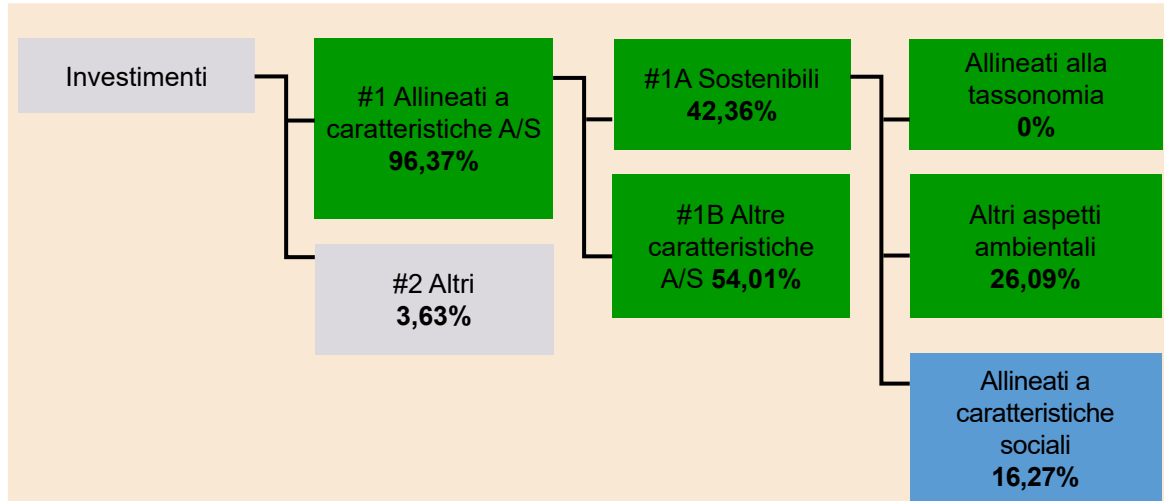 Investimenti
#1 Allineati a
caratteristiche A/S
96,37%
#2 Altri
3,63%
#1A Sostenibili
42,36%
#1B Altre
caratteristiche
A/S 54,01%
Allineati alla
tassonomia
0%
Altri aspetti
ambientali
26,09%
Allineati a
caratteristiche
sociali
16,27%